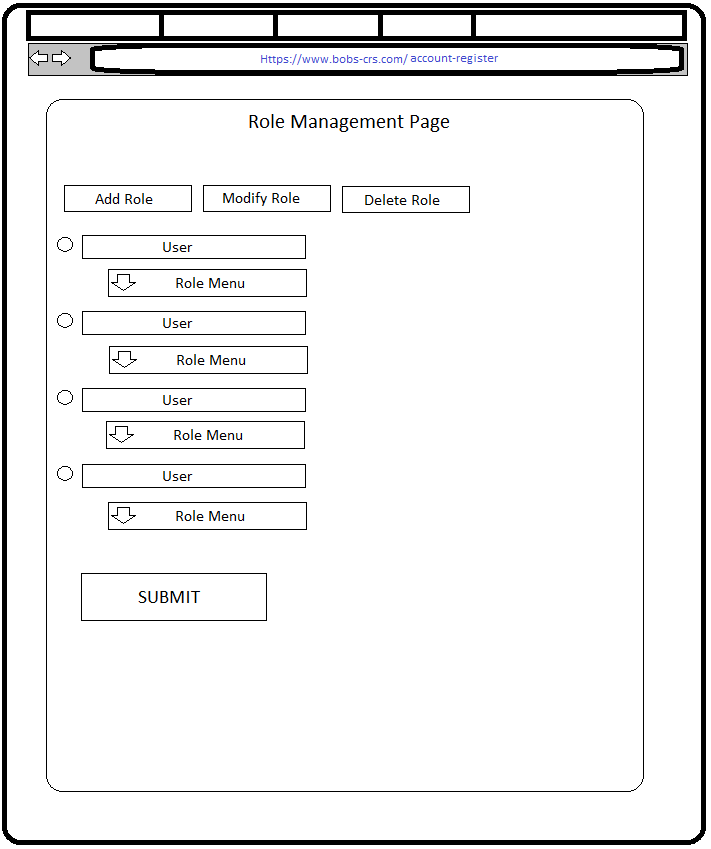 Https://www.bobs-crs.com/ account-register
Role Management Page
Add Role Modify Role Delete Role
User
Role Menu
User
Role Menu
User
Role Menu
User
Role Menu
SUBMIT